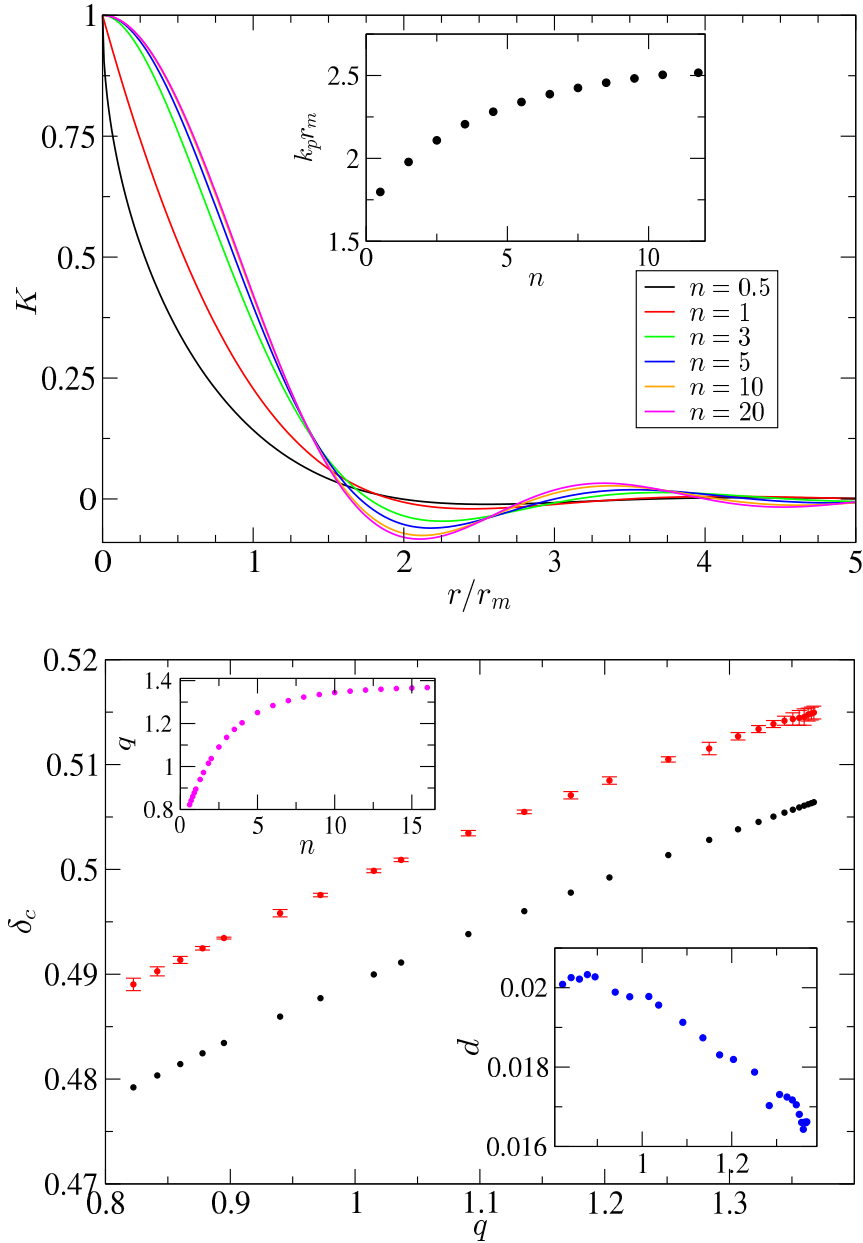 1
0.75
0.5
0.25
0
K
0
1
2
3
4
5
r/r_m
2.5
2
1.5
k_p r_m
0
5
10
n
n = 0.5
n = 1
n = 3
n = 5
n = 10
n = 20
0.52
0.51
0.5
0.49
0.48
0.47
δ_c
0.8
0.9
1
1.1
1.2
1.3
q
1.4
1.2
1
0.8
q
0
5
10
15
n
0.02
0.018
0.016
d
1
1.2